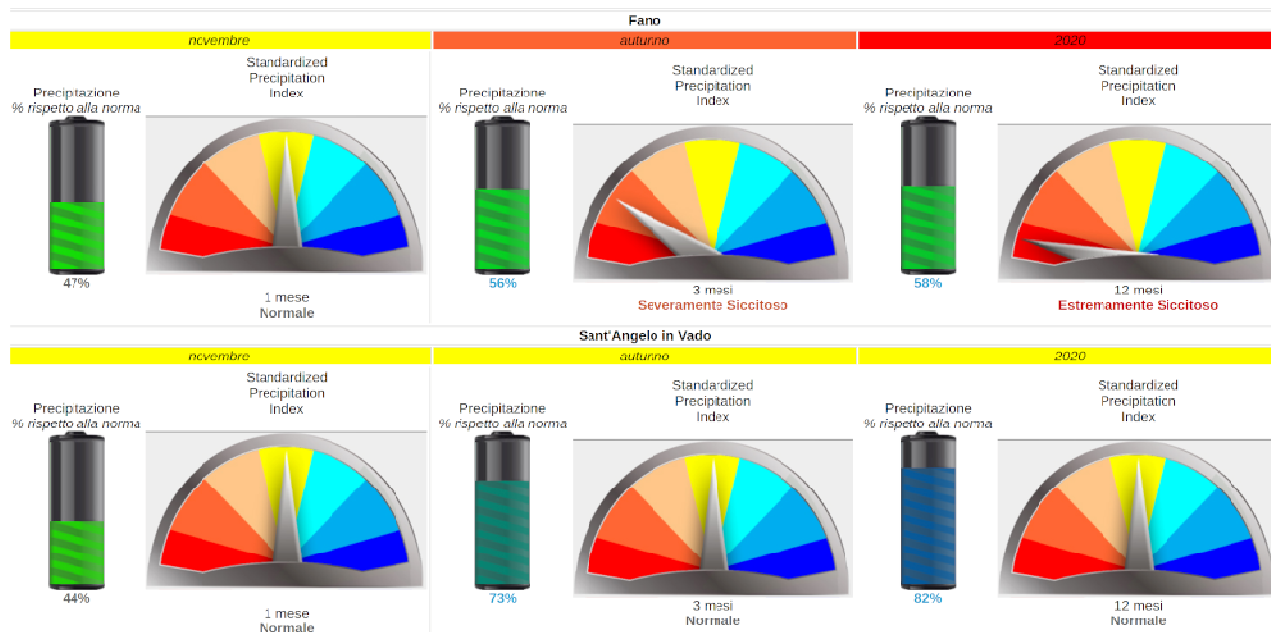 Fano
novembre
autunno
2020
Standardized
Precipitation
Index
Precipitazione
% rispetto alla norma
47%
1 mese
Normale
Standardized
Precipitation
Index
Precipitazione
% rispetto alla norma
56%
3 mesi
Severamente Siccitoso
Standardized
Precipitation
Index
Precipitazione
% rispetto alla norma
58%
12 mesi
Estremamente Siccitoso
Sant'Angelo in Vado
novembre
autunno
2020
Standardized
Precipitation
Index
Precipitazione
% rispetto alla norma
44%
1 mese
Normale
Standardized
Precipitation
Index
Precipitazione
% rispetto alla norma
73%
3 mesi
Normale
Standardized
Precipitation
Index
Precipitazione
% rispetto alla norma
82%
12 mesi
Normale